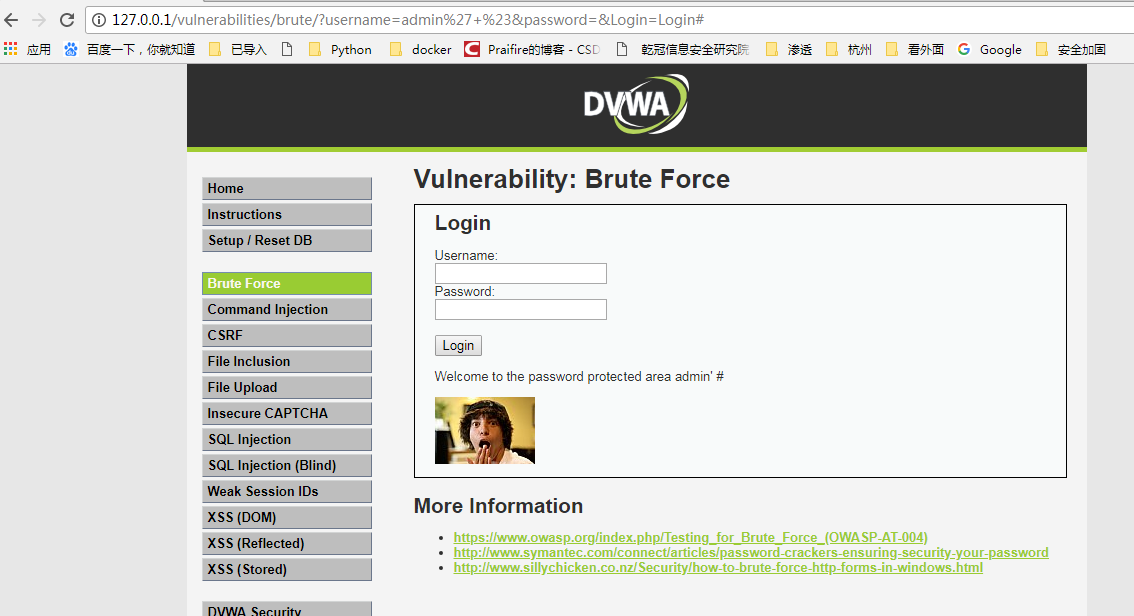 127.0.0.1/vulnerabilities/brute/?username=admin%27+%23&password=&Login=Login#
应用 百度一下，你就知道 已导入 Python docker Praifire的博客 - CSD 乾冠信息安全研究院 渗透 杭州 看外面 Google 安全加固
DVWA
Vulnerability: Brute Force
Home
Instructions
Setup / Reset DB
Brute Force
Command Injection
CSRF
File Inclusion
File Upload
Insecure CAPTCHA
SQL Injection
SQL Injection (Blind)
Weak Session IDs
XSS (DOM)
XSS (Reflected)
XSS (Stored)
DVWA Security
Login
Username:
Password:
Login
Welcome to the password protected area admin' #
More Information
https://www.owasp.org/index.php/Testing_for_Brute_Force_(OWASP-AT-004)
http://www.symantec.com/connect/articles/password-crackers-ensuring-security-your-password
http://www.sillychicken.co.nz/Security/how-to-brute-force-http-forms-in-windows.html